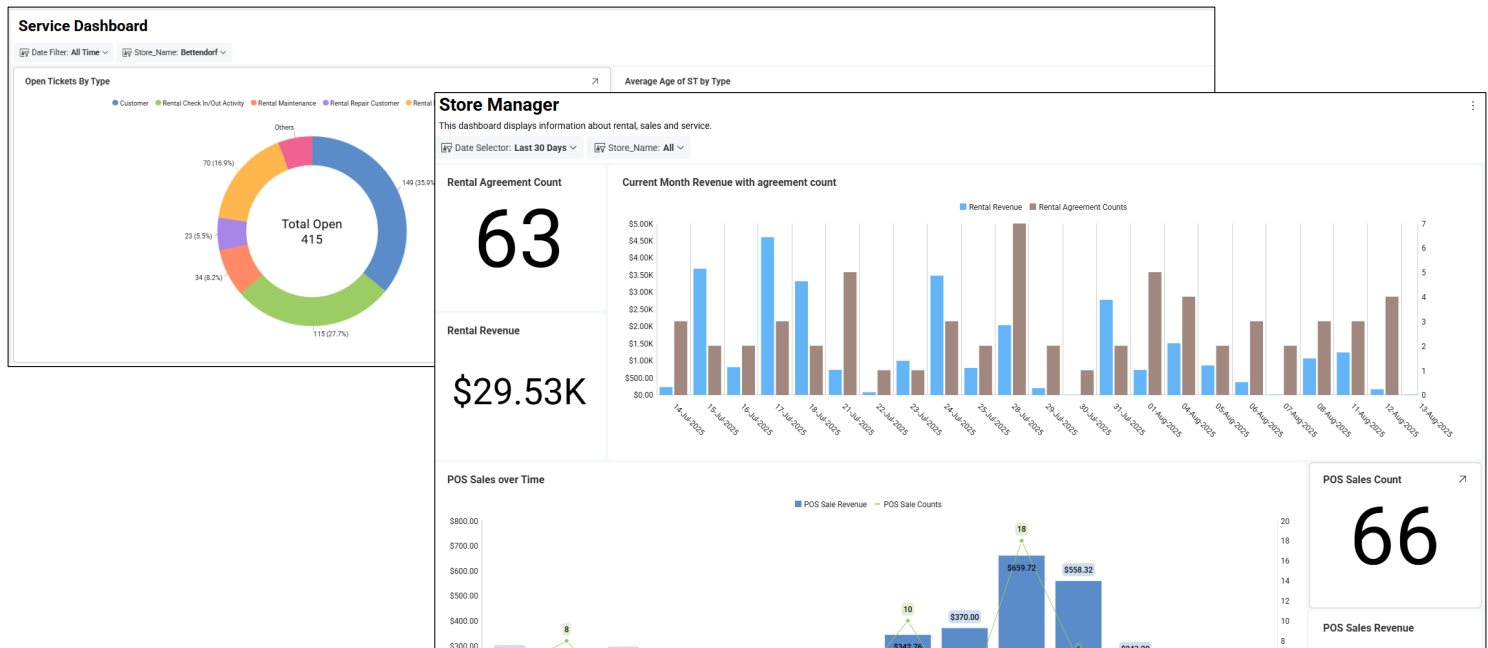 Service Dashboard
Date Filter: All Time
Store_Name: Bettendorf
Open Tickets By Type
Average Age of ST by Type
Customer
Rental Check In/Out Activity
Rental Maintenance
Rental Repair Customer
Rental
Others
70 (16.9%)
149 (35.9%
Total Open
415
23 (5.5%)
34 (8.2%)
115 (27.7%)
Store Manager
This dashboard displays information about rental, sales and service.
Date Selector: Last 30 Days
Store_Name: All
Rental Agreement Count
63
Rental Revenue
$29.53K
Current Month Revenue with agreement count
Rental Revenue
Rental Agreement Counts
$5.00K
$4.50K
$4.00K
$3.50K
$3.00K
$2.50K
$2.00K
$1.50K
$1.00K
$500.00
$0.00
7
6
5
4
3
2
1
0
14-Jul-2025
15-Jul-2025
16-Jul-2025
17-Jul-2025
18-Jul-2025
21-Jul-2025
22-Jul-2025
23-Jul-2025
24-Jul-2025
25-Jul-2025
28-Jul-2025
29-Jul-2025
30-Jul-2025
31-Jul-2025
01-Aug-2025
04-Aug-2025
05-Aug-2025
06-Aug-2025
07-Aug-2025
08-Aug-2025
11-Aug-2025
12-Aug-2025
13-Aug-2025
POS Sales over Time
POS Sale Revenue
POS Sale Counts
$800.00
$700.00
$600.00
$500.00
$400.00
$300.00
8
10
18
$342.76
$370.00
$659.72
$558.32
20
18
16
14
12
10
8
POS Sales Count
66
POS Sales Revenue